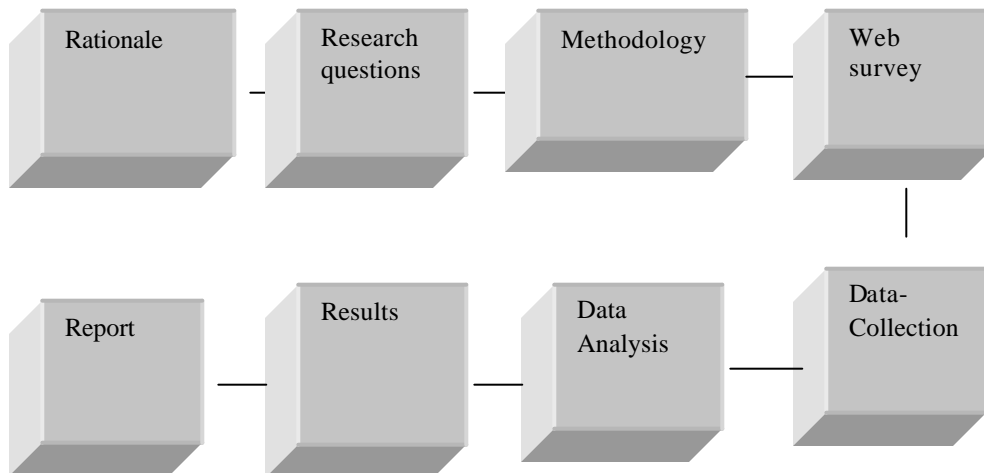 Rationale
Research
questions
Methodology
Web
survey
Report
Results
Data
Analysis
Data-
Collection